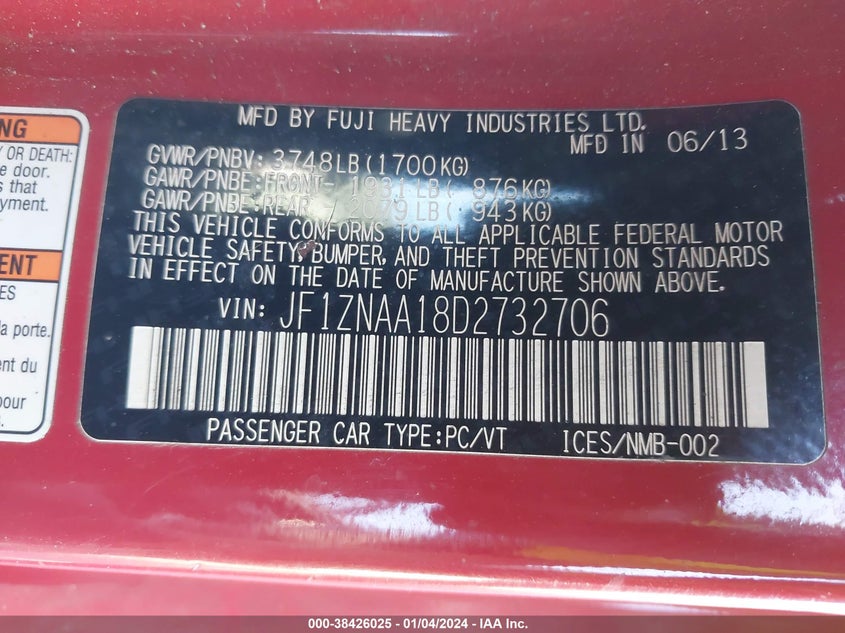 NG
Y OR DEATH:
e door.
s that
yment.
ENT
ES
la porte.
ent du
pour
MFD BY FUJI HEAVY INDUSTRIES LTD.
MFD IN 06/13
GVWR/PNBV: 3748LB(1700KG)
GAWR/PNBE:FRONT- 1931LB( 876KG)
GAWR/PNBE:REAR 2079LB( 943KG)
THIS VEHICLE CONFORMS TO ALL APPLICABLE FEDERAL MOTOR
VEHICLE SAFETY, BUMPER, AND THEFT PREVENTION STANDARDS
IN EFFECT ON THE DATE OF MANUFACTURE SHOWN ABOVE.
VIN: JF1ZNAA18D2732706
PASSENGER CAR TYPE:PC/VT ICES/NMB-002
000-38426025 - 01/04/2024 - IAA Inc.